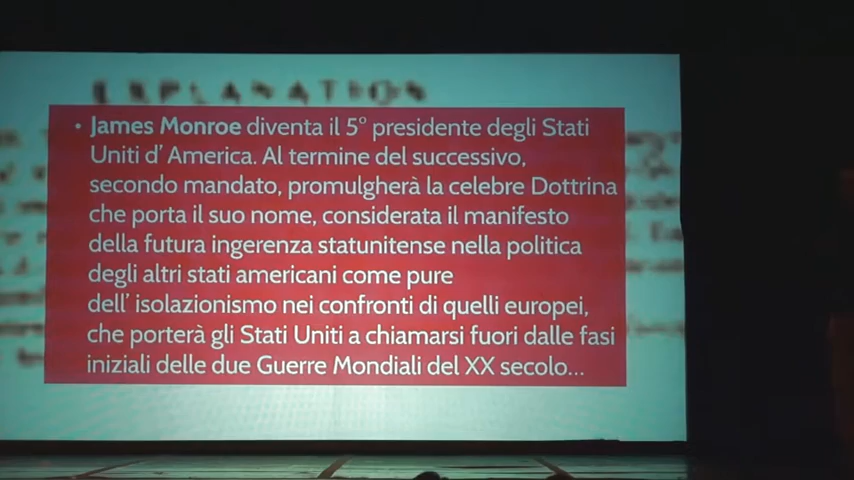 EXPLANATION
• James Monroe diventa il 5° presidente degli Stati
Uniti d' America. Al termine del successivo,
secondo mandato, promulgherà la celebre Dottrina
che porta il suo nome, considerata il manifesto
della futura ingerenza statunitense nella politica
degli altri stati americani come pure
dell' isolazionismo nei confronti di quelli europei,
che porterà gli Stati Uniti a chiamarsi fuori dalle fasi
iniziali delle due Guerre Mondiali del XX secolo...